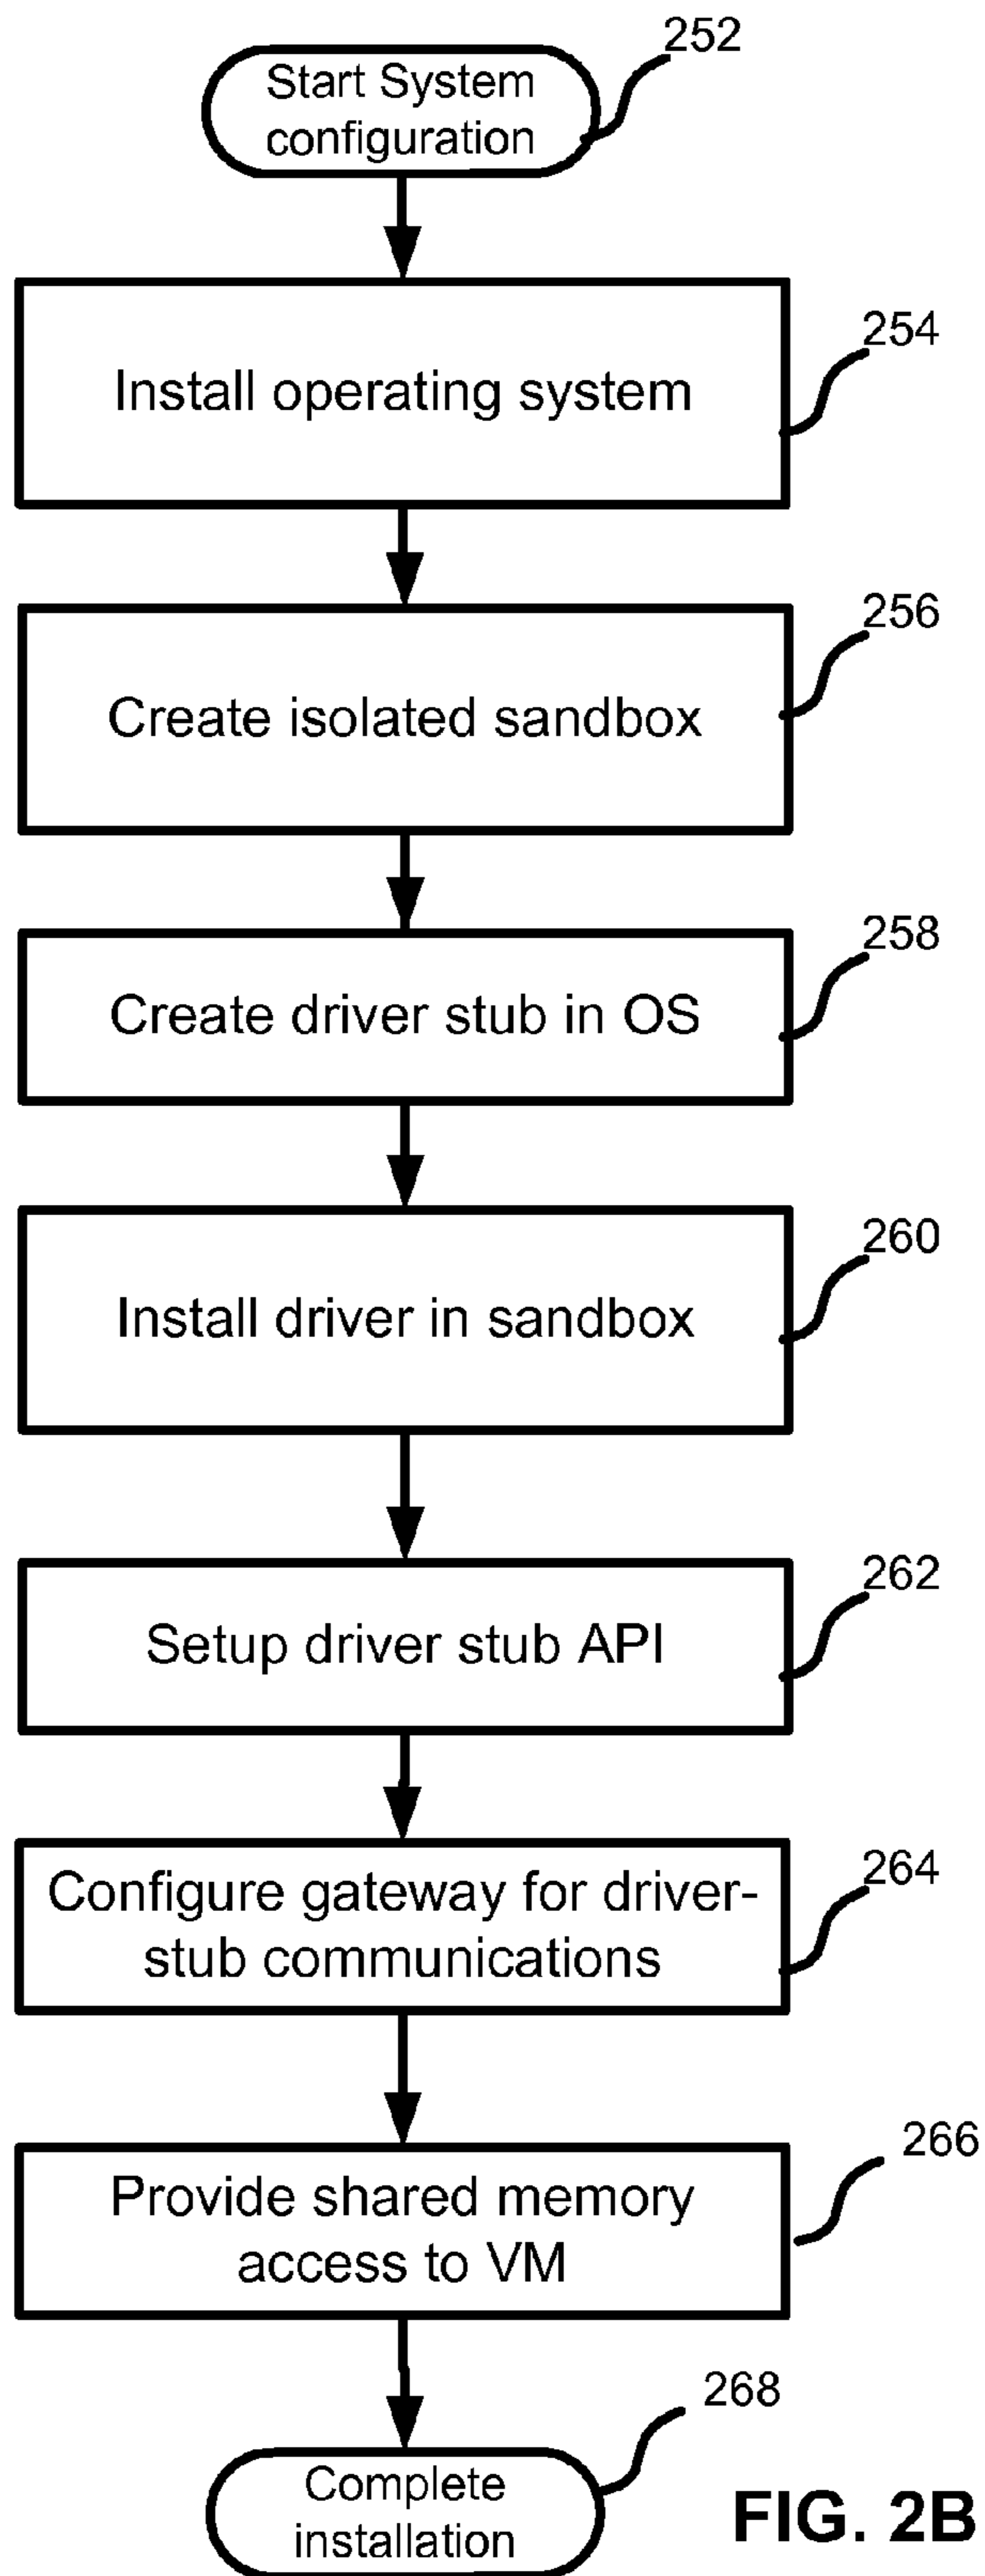 252
Start System
configuration
254
Install operating system
256
Create isolated sandbox
258
Create driver stub in OS
260
Install driver in sandbox
262
Setup driver stub API
264
Configure gateway for driver-
stub communications
266
Provide shared memory
access to VM
268
Complete
installation
FIG. 2B